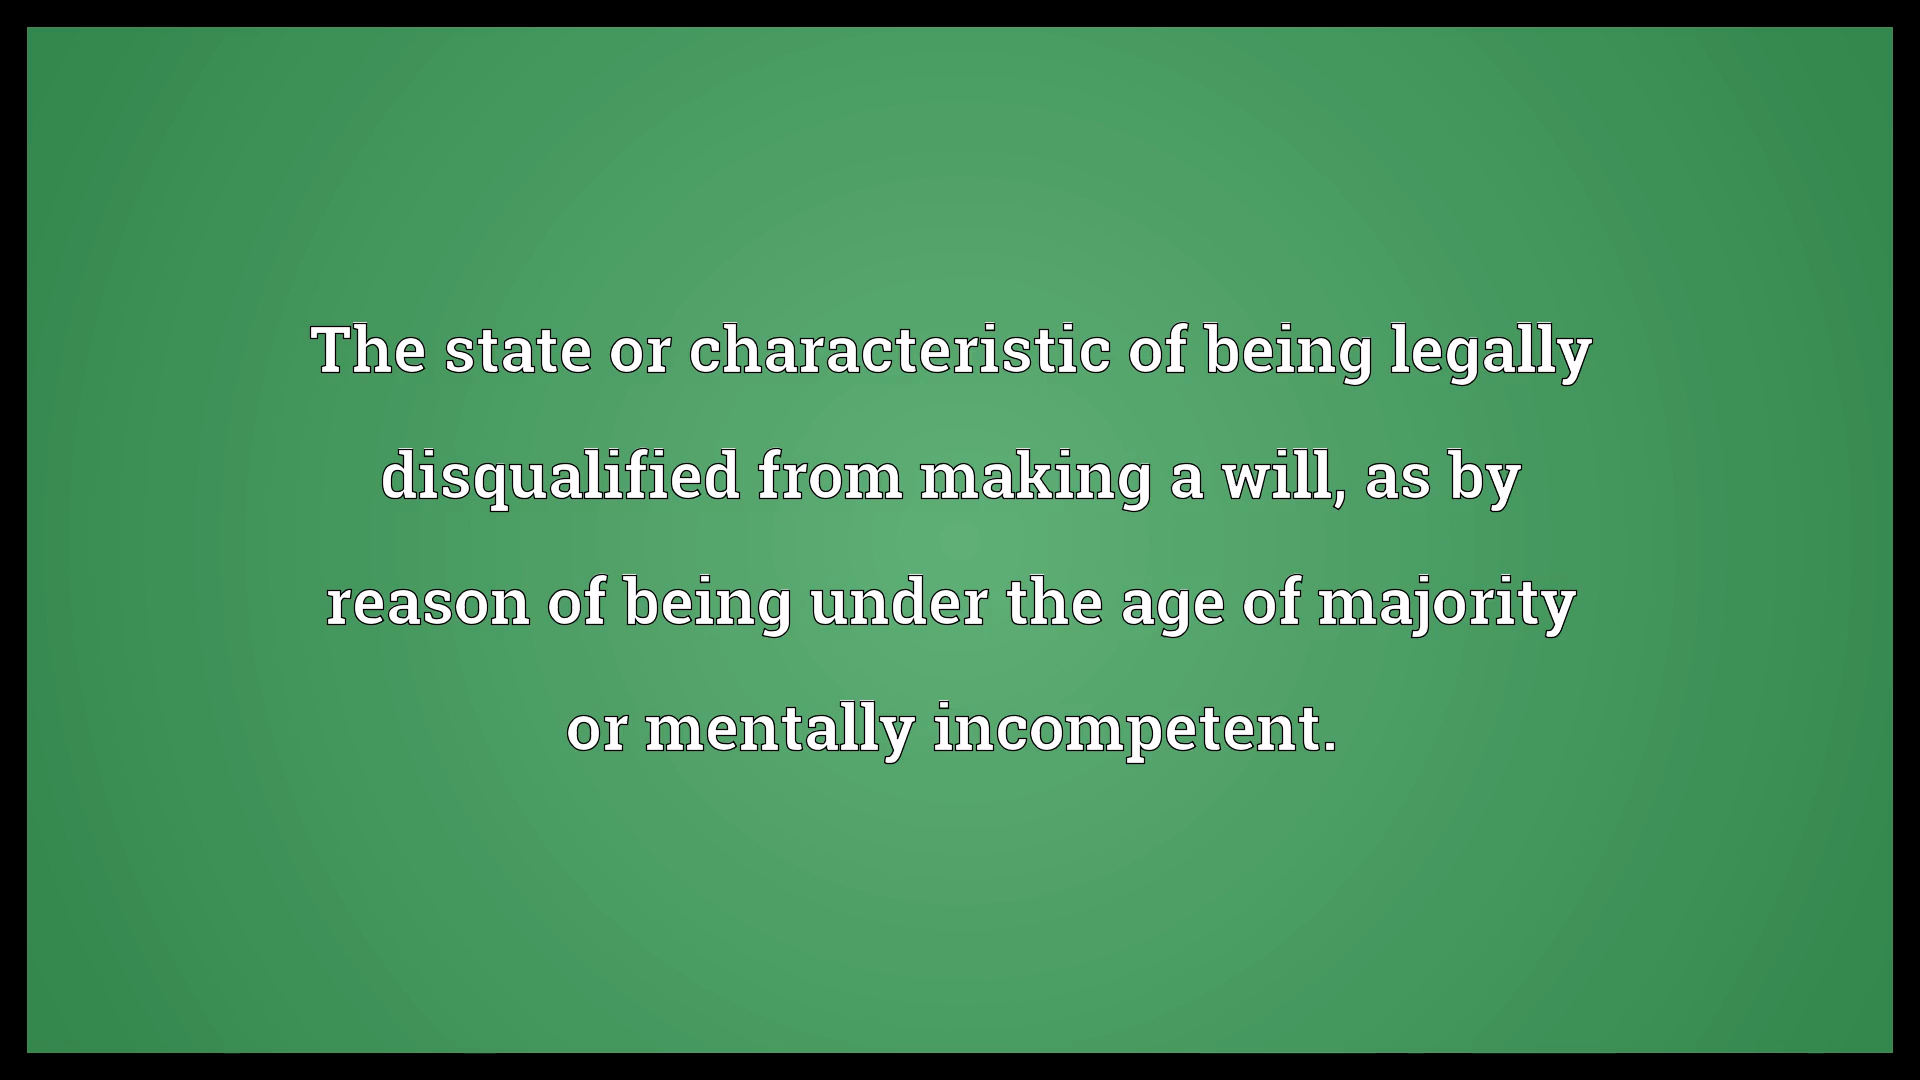 The state or characteristic of being legally
disqualified from making a will, as by
reason of being under the age of majority
or mentally incompetent.